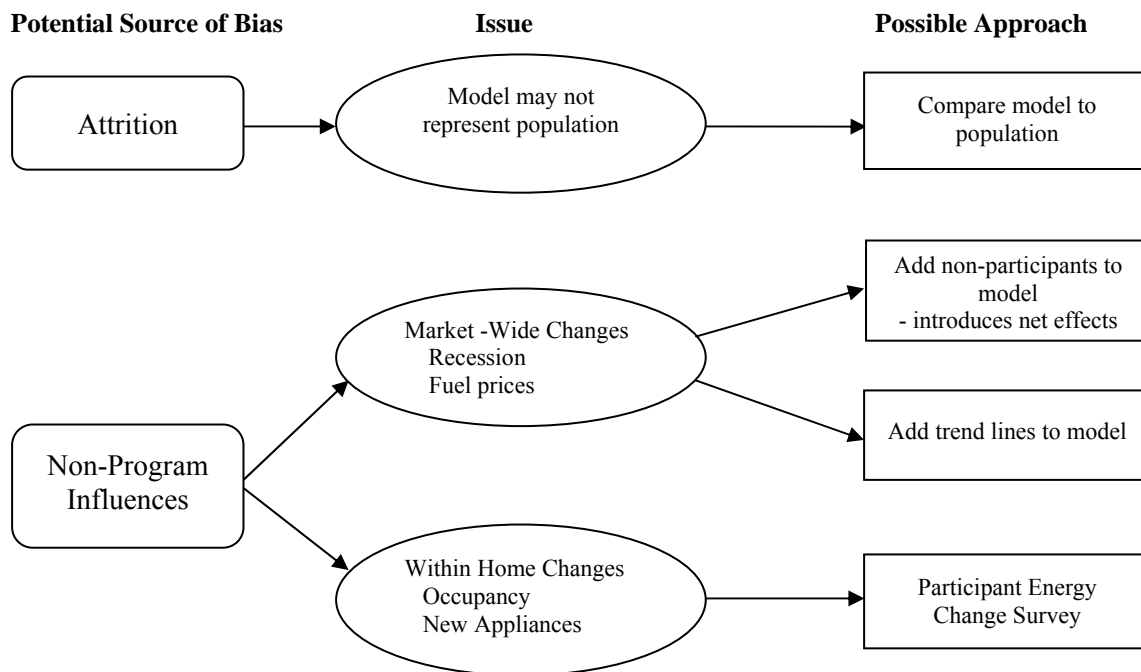 Potential Source of Bias
Issue
Possible Approach
Attrition
Model may not
represent population
Compare model to
population
Non-Program
Influences
Market -Wide Changes
Recession
Fuel prices
Add non-participants to
model
- introduces net effects
Add trend lines to model
Within Home Changes
Occupancy
New Appliances
Participant Energy
Change Survey